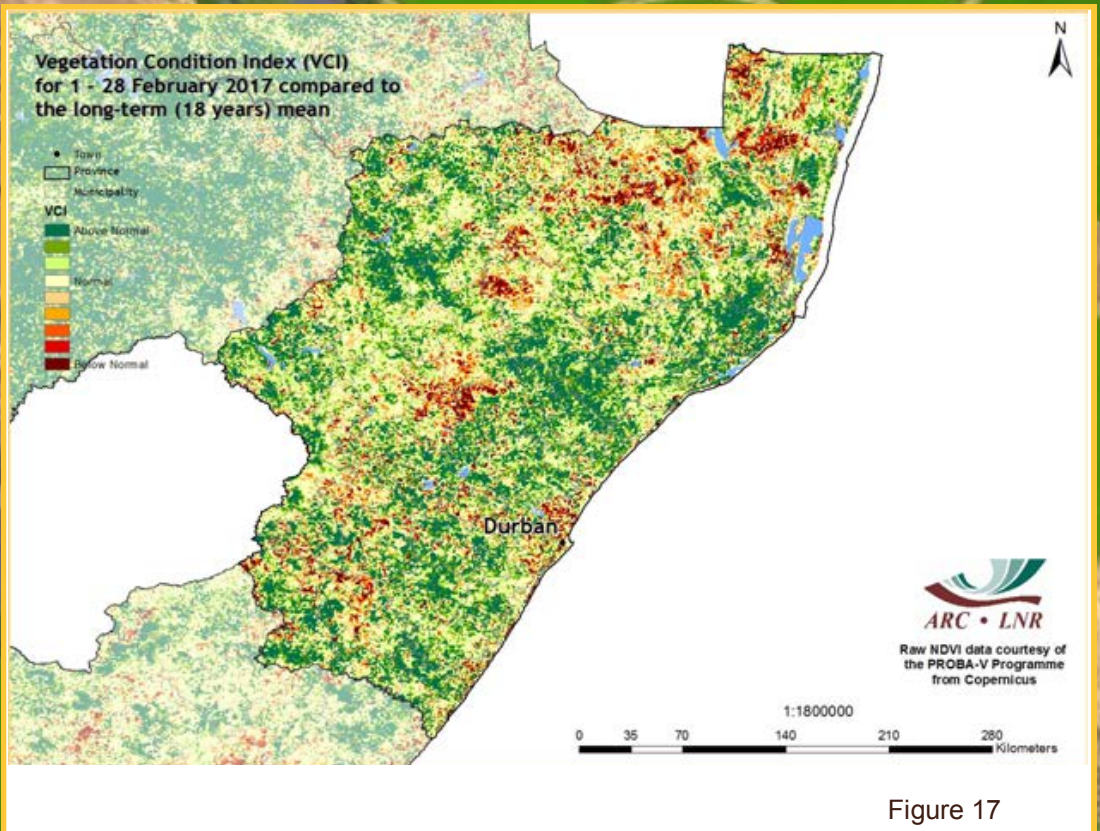 Vegetation Condition Index (VCI)
for 1 - 28 February 2017 compared to
the long-term (18 years) mean
N
Town
Province
Municipality
VCI
Above Normal
Normal
Below Normal
Durban
ARC • LNR
Raw NDVI data courtesy of
the PROBA-V Programme
from Copernicus
1:1800000
0 35 70 140 210 280
Kilometers
Figure 17